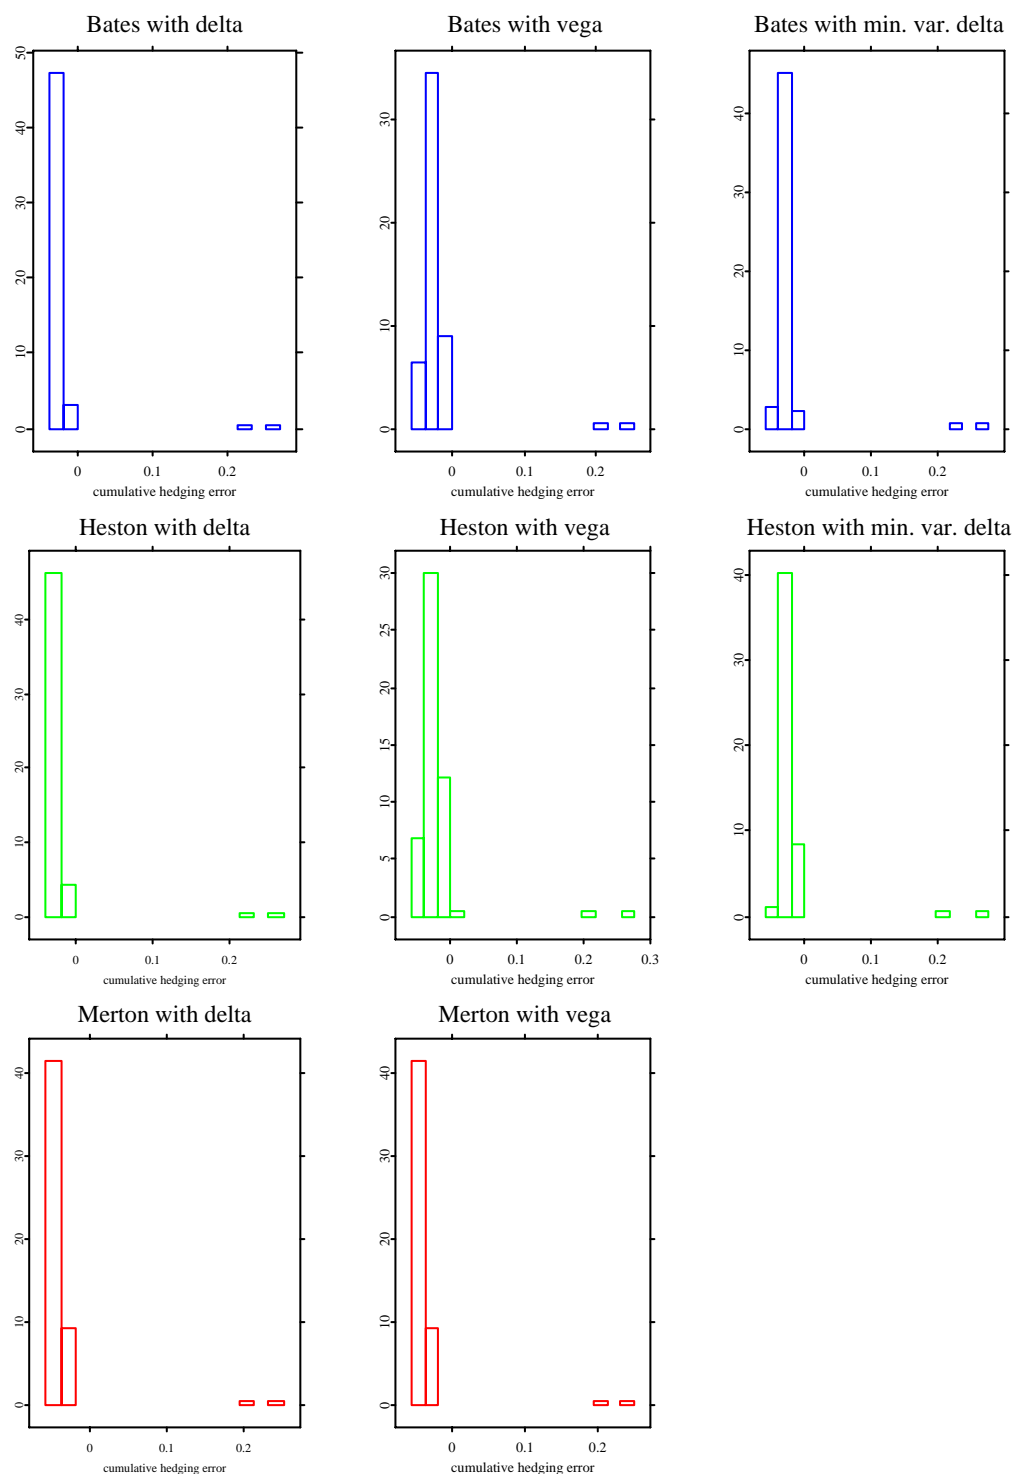 Bates with delta
Bates with vega
Bates with min. var. delta
50
40
30
20
10
0
30
20
10
0
40
30
20
10
0
0 0.1 0.2
0 0.1 0.2
0 0.1 0.2
cumulative hedging error
cumulative hedging error
cumulative hedging error
Heston with delta
Heston with vega
Heston with min. var. delta
40
30
20
10
0
30
25
20
15
10
5
0
40
30
20
10
0
0 0.1 0.2
0 0.1 0.2 0.3
0 0.1 0.2
cumulative hedging error
cumulative hedging error
cumulative hedging error
Merton with delta
Merton with vega
40
30
20
10
0
40
30
20
10
0
0 0.1 0.2
0 0.1 0.2
cumulative hedging error
cumulative hedging error